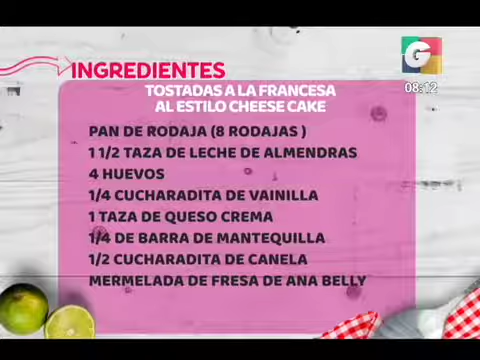 INGREDIENTES
G
08:12
TOSTADAS A LA FRANCESA
AL ESTILO CHEESE CAKE
PAN DE RODAJA (8 RODAJAS )
1 1/2 TAZA DE LECHE DE ALMENDRAS
4 HUEVOS
1/4 CUCHARADITA DE VAINILLA
1 TAZA DE QUESO CREMA
1/4 DE BARRA DE MANTEQUILLA
1/2 CUCHARADITA DE CANELA
MERMELADA DE FRESA DE ANA BELLY